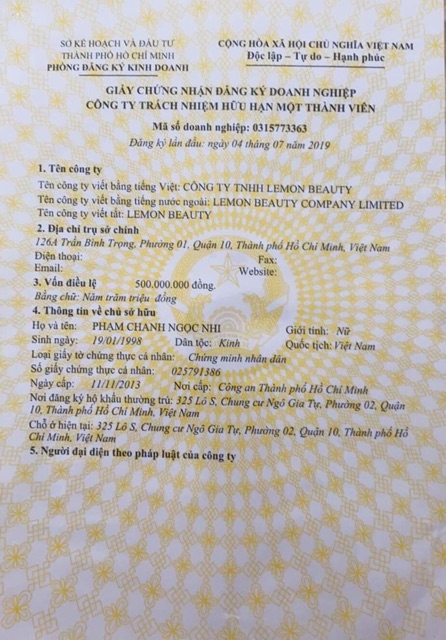 SỞ KẾ HOẠCH VÀ ĐẦU TƯ
THÀNH PHỐ HỒ CHÍ MINH
PHÒNG ĐĂNG KÝ KINH DOANH
CỘNG HÒA XÃ HỘI CHỦ NGHĨA VIỆT NAM
Độc lập – Tự do – Hạnh phúc
GIẤY CHỨNG NHẬN ĐĂNG KÝ DOANH NGHIỆP
CÔNG TY TRÁCH NHIỆM HỮU HẠN MỘT THÀNH VIÊN
Mã số doanh nghiệp: 0315773363
Đăng ký lần đầu: ngày 04 tháng 07 năm 2019
1. Tên công ty
Tên công ty viết bằng tiếng Việt: CÔNG TY TNHH LEMON BEAUTY
Tên công ty viết bằng tiếng nước ngoài: LEMON BEAUTY COMPANY LIMITED
Tên công ty viết tắt: LEMON BEAUTY
2. Địa chỉ trụ sở chính
126A Trần Bình Trọng, Phường 01, Quận 10, Thành phố Hồ Chí Minh, Việt Nam
Điện thoại: Fax:
Email: Website:
3. Vốn điều lệ 500.000.000 đồng.
Bằng chữ: Năm trăm triệu đồng
4. Thông tin về chủ sở hữu
Họ và tên: PHẠM CHANH NGỌC NHI Giới tính: Nữ
Sinh ngày: 19/01/1998 Dân tộc: Kinh Quốc tịch: Việt Nam
Loại giấy tờ chứng thực cá nhân: Chứng minh nhân dân
Số giấy chứng thực cá nhân: 025791386
Ngày cấp: 11/11/2013 Nơi cấp: Công an Thành phố Hồ Chí Minh
Nơi đăng ký hộ khẩu thường trú: 325 Lô S, Chung cư Ngô Gia Tự, Phường 02, Quận
10, Thành phố Hồ Chí Minh, Việt Nam
Chỗ ở hiện tại: 325 Lô S, Chung cư Ngô Gia Tự, Phường 02, Quận 10, Thành phố Hồ
Chí Minh, Việt Nam
5. Người đại diện theo pháp luật của công ty